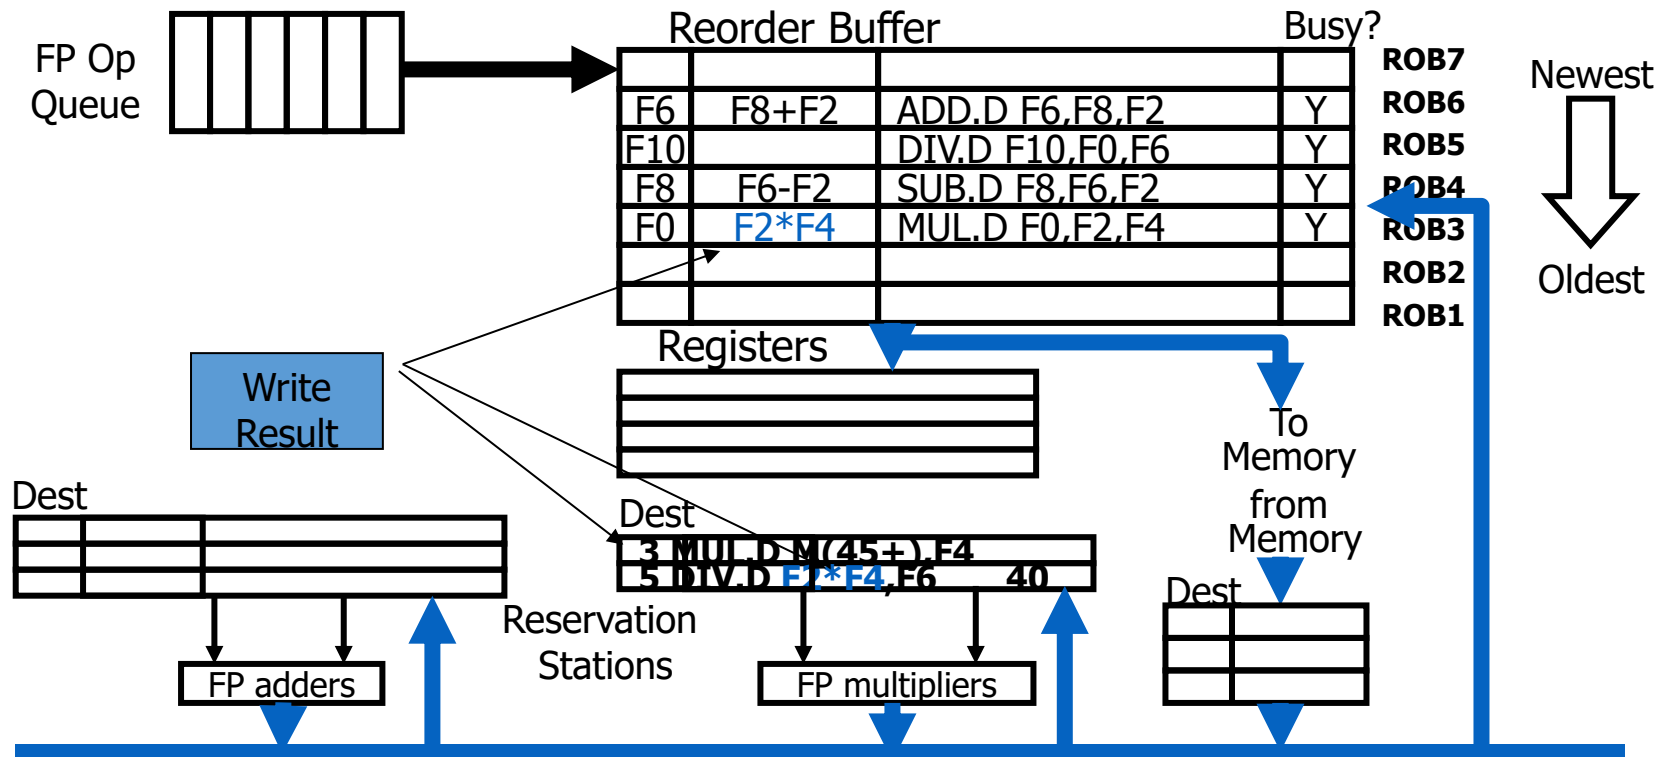 Reorder Buffer
Busy?
FP Op
Queue
ROB7
Newest
F6 F8+F2 ADD.D F6,F8,F2 Y ROB6
F10 DIV.D F10,F0,F6 Y ROB5
F8 F6-F2 SUB.D F8,F6,F2 Y ROB4
F0 F2*F4 MUL.D F0,F2,F4 Y ROB3
ROB2
Oldest
ROB1
Registers
Write
Result
To
Memory
from
Memory
Dest
Dest
3 MUL.D M(45+),F4
5 DIV.D F2*F4,F6 40
Dest
Reservation
Stations
FP adders
FP multipliers